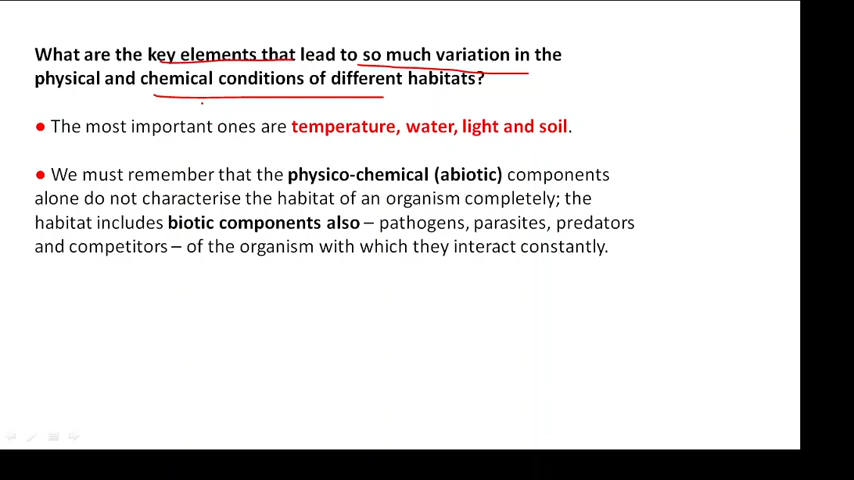 What are the key elements that lead to so much variation in the
physical and chemical conditions of different habitats?
● The most important ones are temperature, water, light and soil.
● We must remember that the physico-chemical (abiotic) components
alone do not characterise the habitat of an organism completely; the
habitat includes biotic components also – pathogens, parasites, predators
and competitors – of the organism with which they interact constantly.